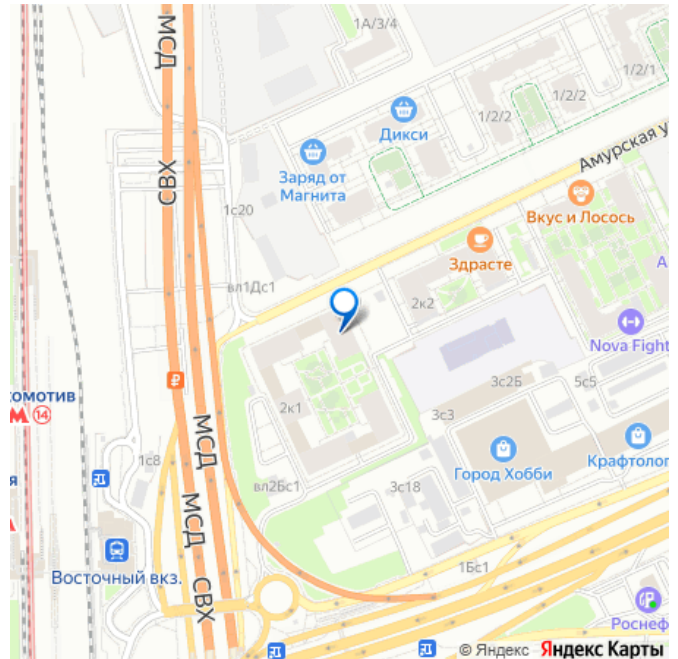 МСД
1А/3/4
1/2/1
1/2/2
1/2/2
Дикси
Амурская у
СВХ
Заряд от
Магнита
1с20
Вкус и Лосось
Здрасте
А
вл1Дс1
2к2
Nova Fight
₽
омотив
М 14
3с2Б
5с5
2к1
3с3
МСД
Город Хобби
Крафтолог
я
1с8
вл2Бс1
3с18
МСД
Восточный вкз.
1Бс1
СВХ
Роснеф
© Яндекс Яндекс Карты